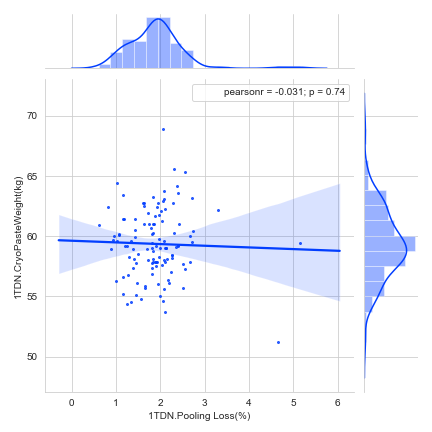 pearsonr = -0.031; p = 0.74
70
65
60
55
50
1TDN.CryoPasteWeight(kg)
0 1 2 3 4 5 6
1TDN.Pooling Loss(%)